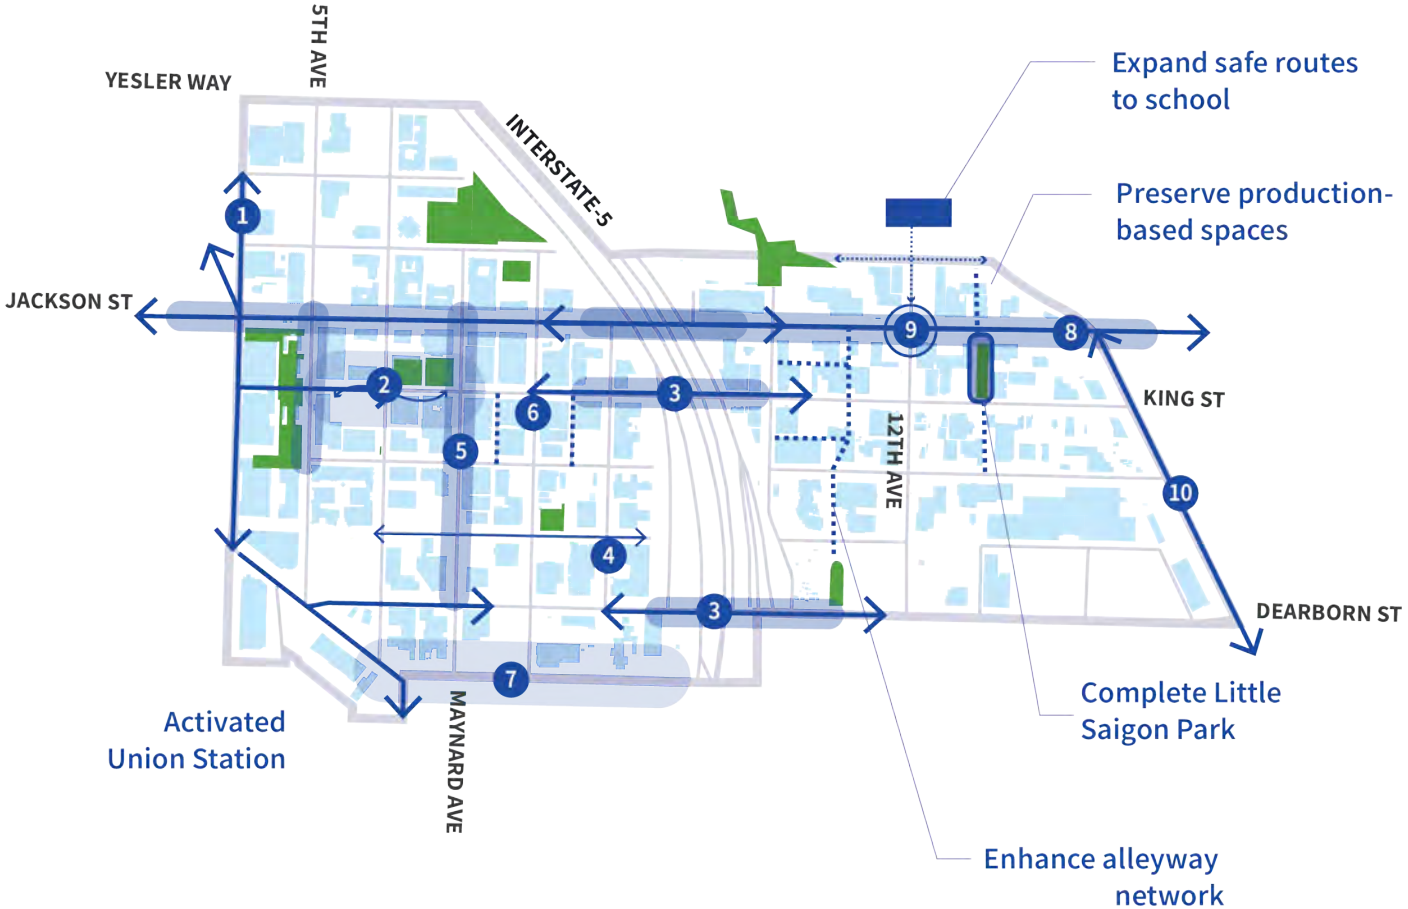 5TH AVE
YESLER WAY
INTERSTATE-5
Expand safe routes
to school
Preserve production-
based spaces
1
JACKSON ST
9
8
2
3
KING ST
6
12TH AVE
5
10
4
3
DEARBORN ST
7
MAYNARD AVE
Activated
Union Station
Complete Little
Saigon Park
Enhance alleyway
network